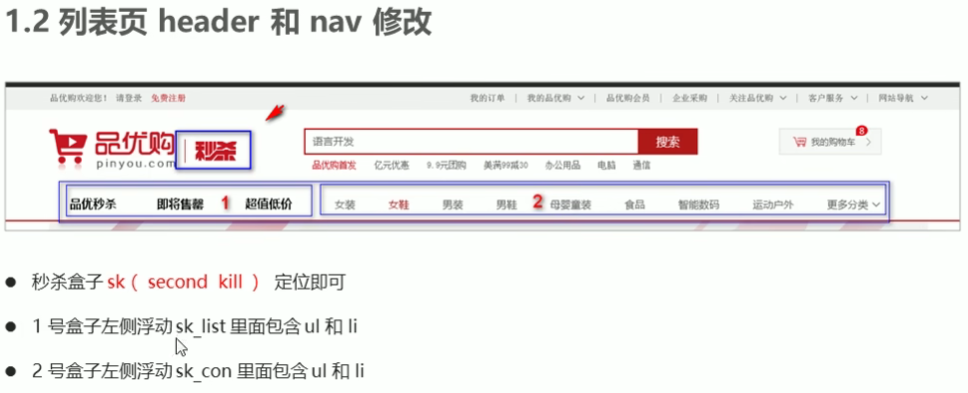 1.2 列表页 header 和 nav 修改
品优购欢迎您！ 请登录 免费注册 我的订单 | 我的品优购 | 品优购会员 | 企业采购 | 关注品优购 | 客户服务 | 网站导航
品优购 秒杀 语言开发 搜索 我的购物车 8
pinyou.com 品优购首发 亿元优惠 9.9元团购 美满99减30 办公用品 电脑 通信
品优秒杀 即将售罄 1 超值低价 女装 女鞋 男装 男鞋 2 母婴童装 食品 智能数码 运动户外 更多分类
● 秒杀盒子 sk（ second kill ） 定位即可
● 1 号盒子左侧浮动 sk_list 里面包含 ul 和 li
● 2 号盒子左侧浮动 sk_con 里面包含 ul 和 li